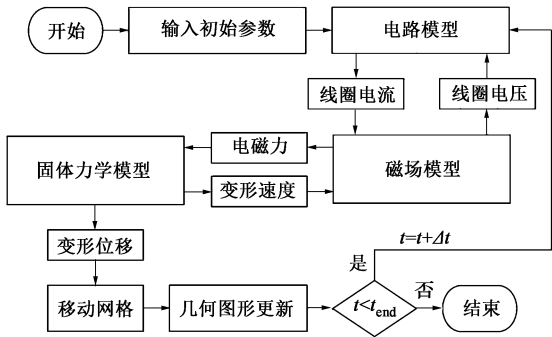 开始
输入初始参数
电路模型
线圈电流
线圈电压
电磁力
固体力学模型
磁场模型
变形速度
变形位移
t=t+Δt
是
移动网格
几何图形更新
t<t_end
否
结束